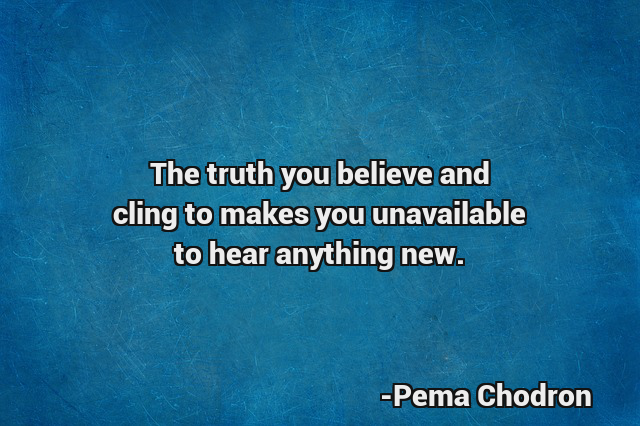 The truth you believe and
cling to makes you unavailable
to hear anything new.
-Pema Chodron